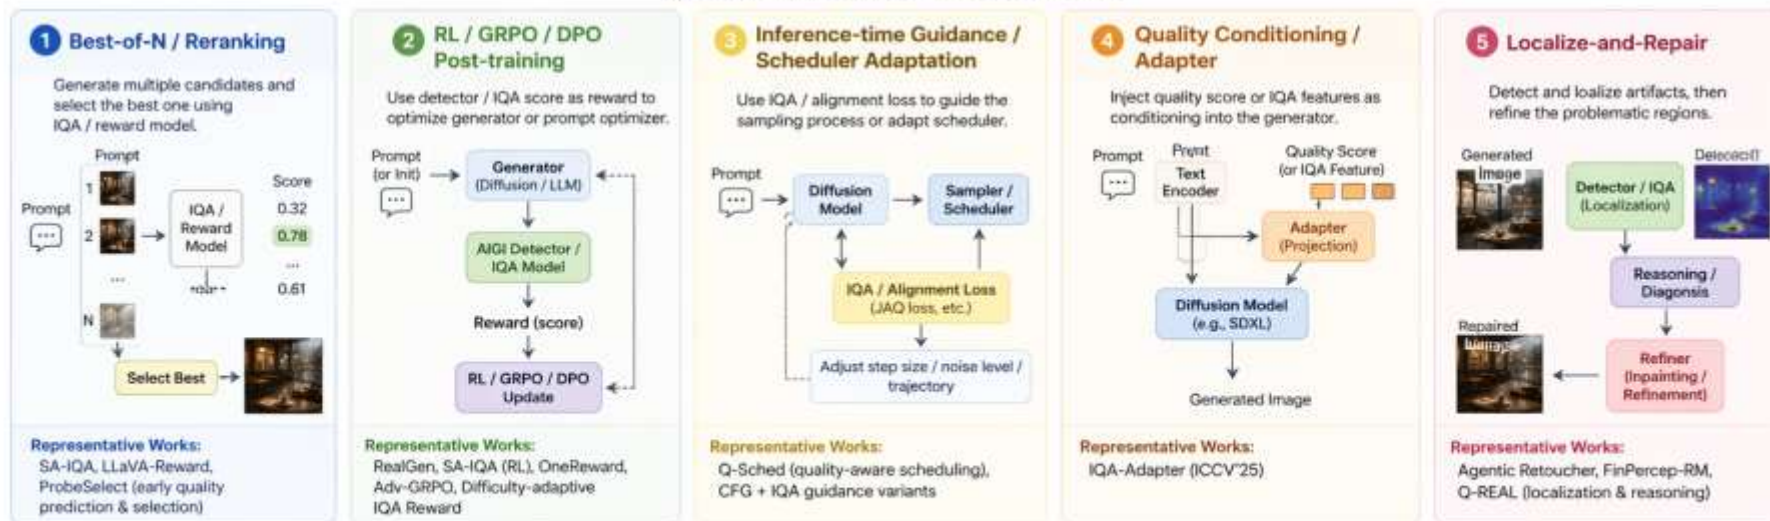 1 Best-of-N / Reranking
Generate multiple candidates and
select the best one using
IQA / reward model.
Prompt
1
Prompt
2
...
N
IQA /
Reward
Model
Score
0.32
0.78
...
0.61
Select Best
Representative Works:
SA-IQA, LLaVA-Reward,
ProbeSelect (early quality
prediction & selection)
2 RL / GRPO / DPO
Post-training
Use detector / IQA score as reward to
optimize generator or prompt optimizer.
Prompt
(or Init)
Generator
(Diffusion / LLM)
AIGI Detector /
IQA Model
Reward (score)
RL / GRPO / DPO
Update
Representative Works:
RealGen, SA-IQA (RL), OneReward,
Adv-GRPO, Difficulty-adaptive
IQA Reward
3 Inference-time Guidance /
Scheduler Adaptation
Use IQA / alignment loss to guide the
sampling process or adapt scheduler.
Prompt
Diffusion
Model
Sampler /
Scheduler
IQA / Alignment Loss
(JAQ loss, etc.)
Adjust step size / noise level /
trajectory
Representative Works:
Q-Sched (quality-aware scheduling),
CFG + IQA guidance variants
4 Quality Conditioning /
Adapter
Inject quality score or IQA features as
conditioning into the generator.
Prompt
Text
Encoder
Quality Score
(or IQA Feature)
Adapter
(Projection)
Diffusion Model
(e.g., SDXL)
Generated Image
Representative Works:
IQA-Adapter (ICCV'25)
5 Localize-and-Repair
Detect and loalize artifacts, then
refine the problematic regions.
Generated
Image
Detector / IQA
(Localization)
Reasoning /
Diagonsis
Repaired
Refiner
(Inpainting /
Refinement)
Representative Works:
Agentic Retoucher, FinPercep-RM,
Q-REAL (localization & reasoning)